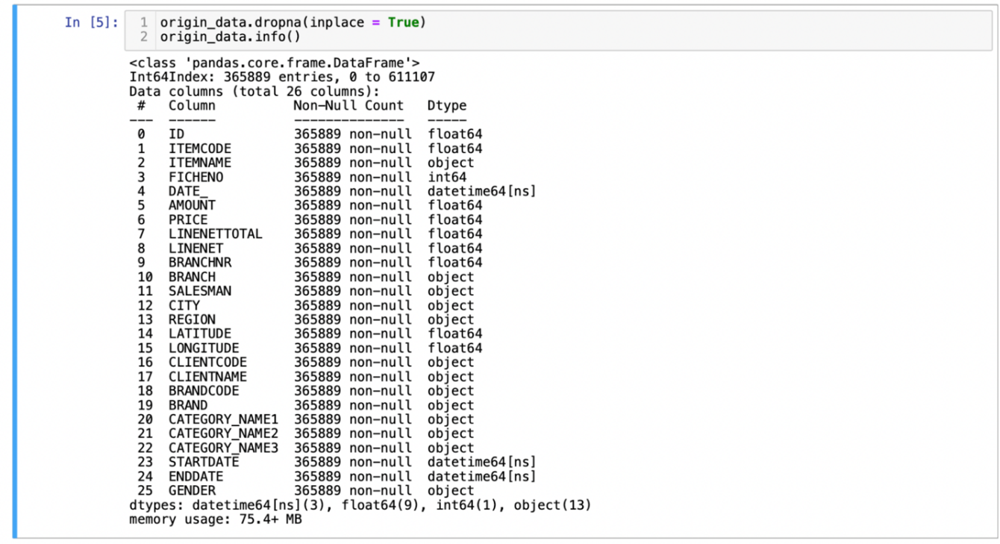 In [5]: 1 origin_data.dropna(inplace = True)
2 origin_data.info()
<class 'pandas.core.frame.DataFrame'>
Int64Index: 365889 entries, 0 to 611107
Data columns (total 26 columns):
 #   Column          Non-Null Count   Dtype
---  ------          --------------   -----
 0   ID              365889 non-null  float64
 1   ITEMCODE        365889 non-null  float64
 2   ITEMNAME        365889 non-null  object
 3   FICHENO         365889 non-null  int64
 4   DATE_           365889 non-null  datetime64[ns]
 5   AMOUNT          365889 non-null  float64
 6   PRICE           365889 non-null  float64
 7   LINENETTOTAL    365889 non-null  float64
 8   LINENET         365889 non-null  float64
 9   BRANCHNR        365889 non-null  float64
 10  BRANCH          365889 non-null  object
 11  SALESMAN        365889 non-null  object
 12  CITY            365889 non-null  object
 13  REGION          365889 non-null  object
 14  LATITUDE        365889 non-null  float64
 15  LONGITUDE       365889 non-null  float64
 16  CLIENTCODE      365889 non-null  object
 17  CLIENTNAME      365889 non-null  object
 18  BRANDCODE       365889 non-null  object
 19  BRAND           365889 non-null  object
 20  CATEGORY_NAME1  365889 non-null  object
 21  CATEGORY_NAME2  365889 non-null  object
 22  CATEGORY_NAME3  365889 non-null  object
 23  STARTDATE       365889 non-null  datetime64[ns]
 24  ENDDATE         365889 non-null  datetime64[ns]
 25  GENDER          365889 non-null  object
dtypes: datetime64[ns](3), float64(9), int64(1), object(13)
memory usage: 75.4+ MB